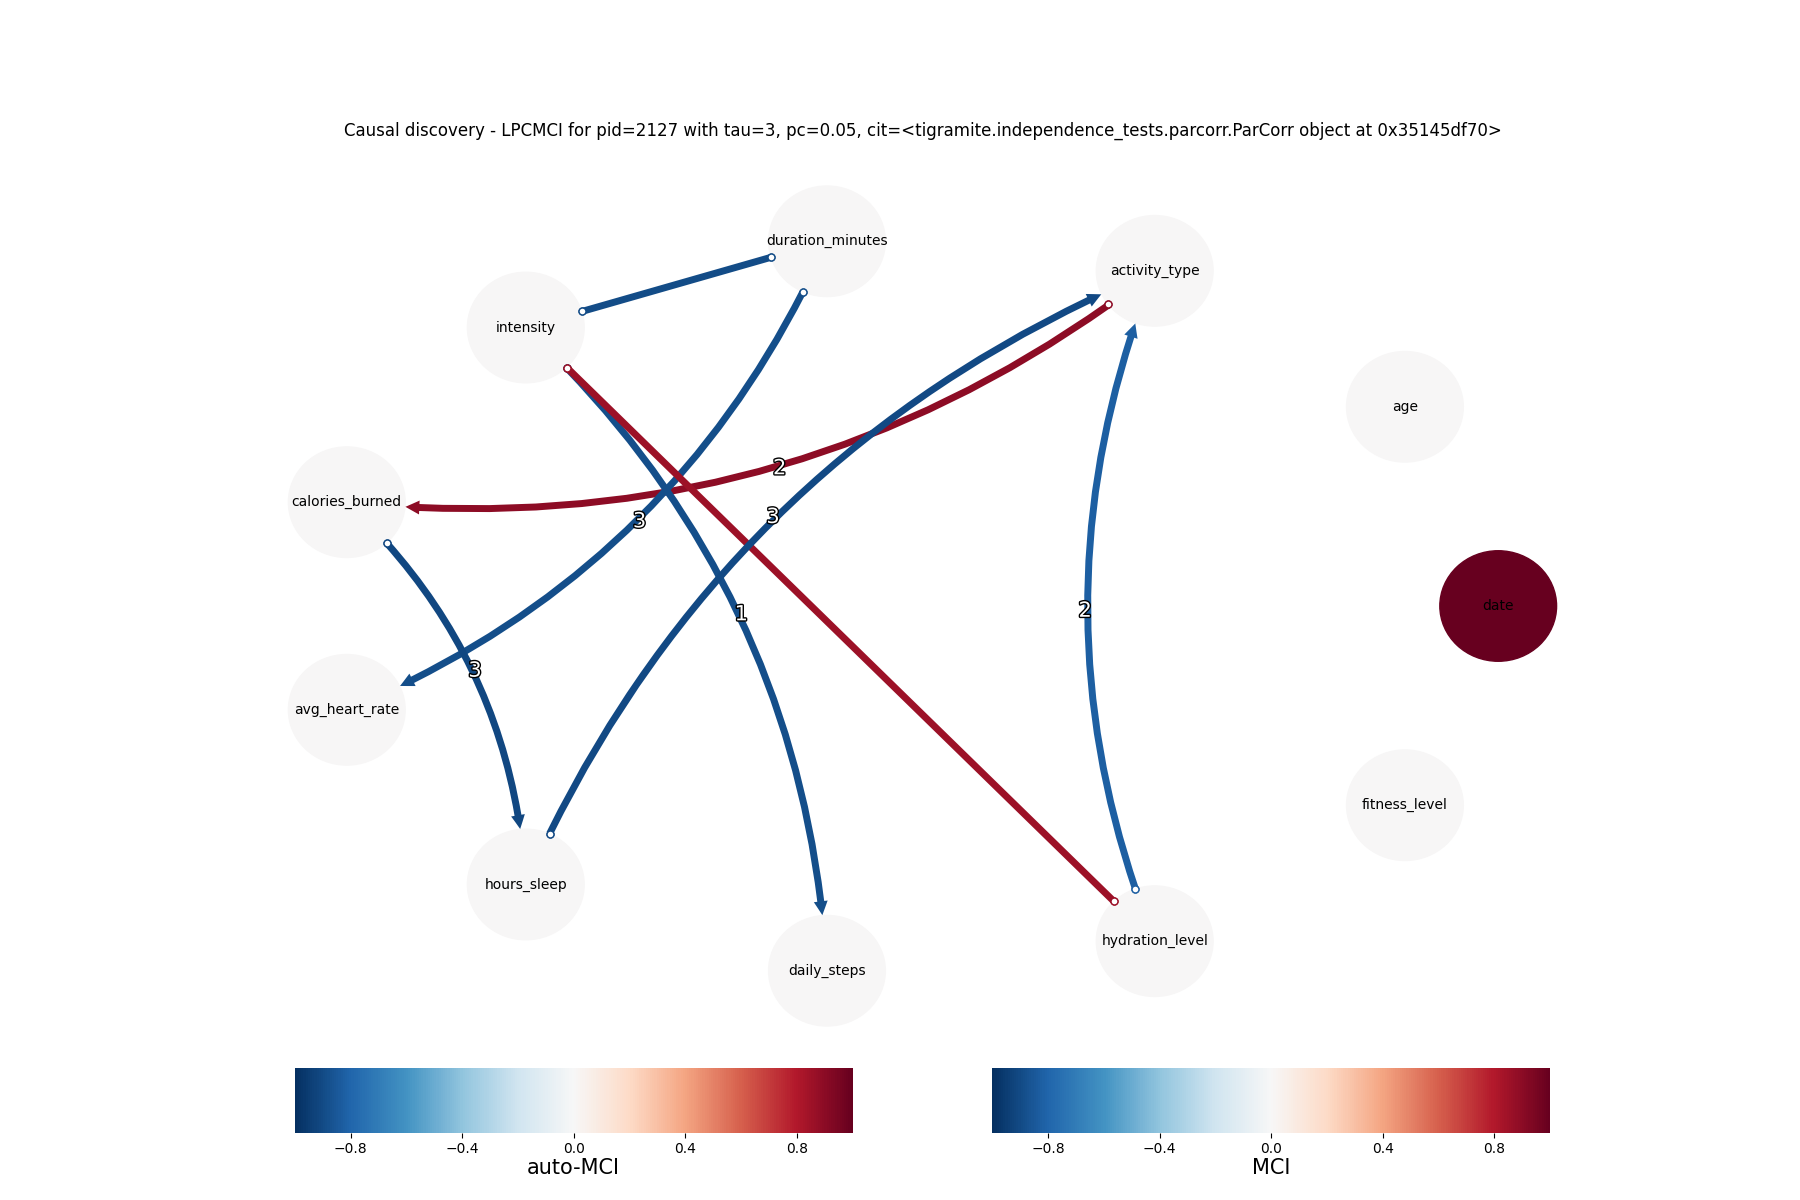 Causal discovery - LPCMCI for pid=2127 with tau=3, pc=0.05, cit=<tigramite.independence_tests.parcorr.ParCorr object at 0x35145df70>
duration_minutes
activity_type
intensity
age
2
calories_burned
3
3
date
1
2
3
avg_heart_rate
fitness_level
hours_sleep
hydration_level
daily_steps
−0.8 −0.4 0.0 0.4 0.8
auto-MCI
−0.8 −0.4 0.0 0.4 0.8
MCI